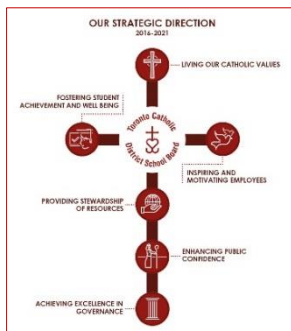 OUR STRATEGIC DIRECTION
2016-2021
LIVING OUR CATHOLIC VALUES
FOSTERING STUDENT
ACHIEVEMENT AND WELL BEING
Toronto Catholic
District School Board
INSPIRING AND
MOTIVATING EMPLOYEES
PROVIDING STEWARDSHIP
OF RESOURCES
ENHANCING PUBLIC
CONFIDENCE
ACHIEVING EXCELLENCE IN
GOVERNANCE